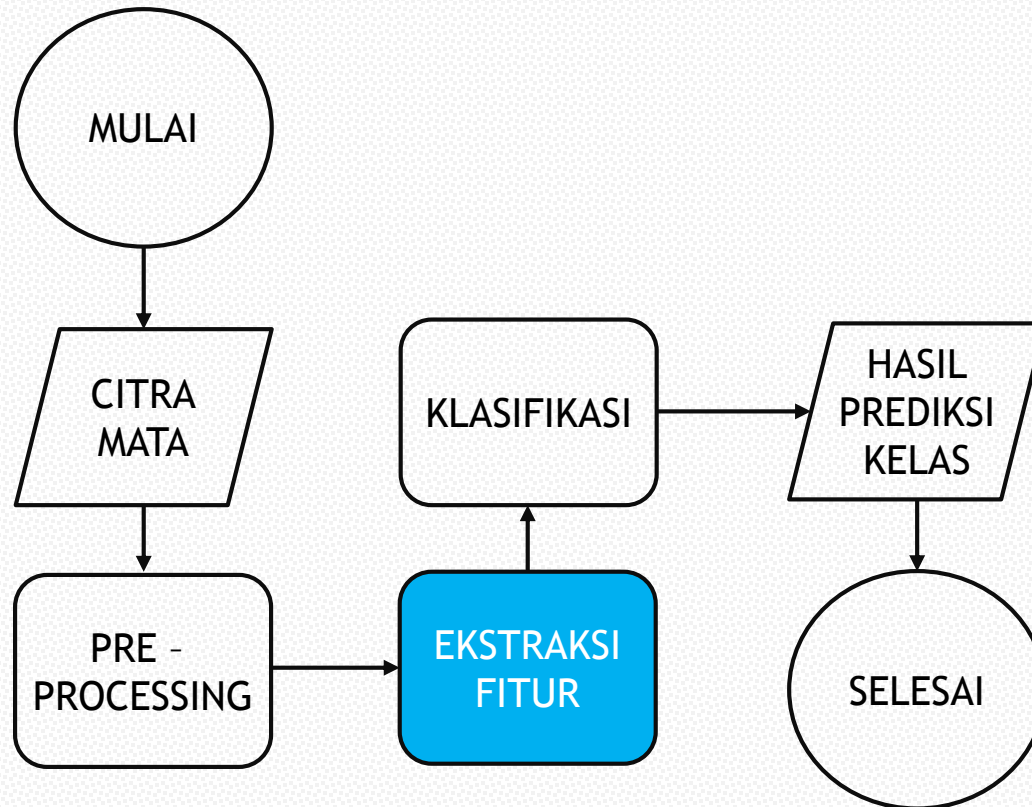 MULAI
CITRA
MATA
PRE -
PROCESSING
EKSTRAKSI
FITUR
KLASIFIKASI
HASIL
PREDIKSI
KELAS
SELESAI